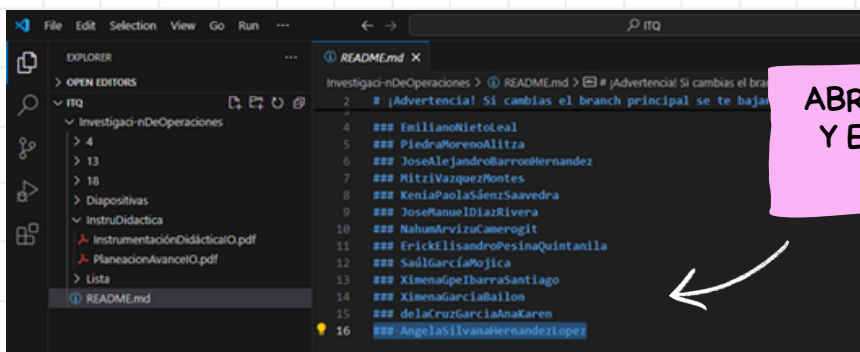 File Edit Selection View Go Run ··· ITQ
EXPLORER ··· README.md
OPEN EDITORS
Investigaci-nDeOperaciones > README.md > # ¡Advertencia! Si cambias el bran
ITQ
2 # ¡Advertencia! Si cambias el branch principal se te bajan
Investigaci-nDeOperaciones
4
13
18
Diapositivas
InstruDidactica
InstrumentaciónDidácticaIO.pdf
PlaneacionAvanceIO.pdf
Lista
README.md
4 ### EmilianoNietoLeal
5 ### PiedraMorenoAlitza
6 ### JoseAlejandroBarronHernandez
7 ### MitziVazquezMontes
8 ### KeniaPaolaSáenzSaavedra
9 ### JoseManuelDiazRivera
10 ### NahumArvizuCamerogit
11 ### ErickElisandroPesinaQuintanila
12 ### SaúlGarcíaMojica
13 ### XimenaGpeIbarraSantiago
14 ### XimenaGarciaBailon
15 ### delaCruzGarciaAnaKaren
16 ### AngelaSilvanaHernandezLopez
ABR
Y E